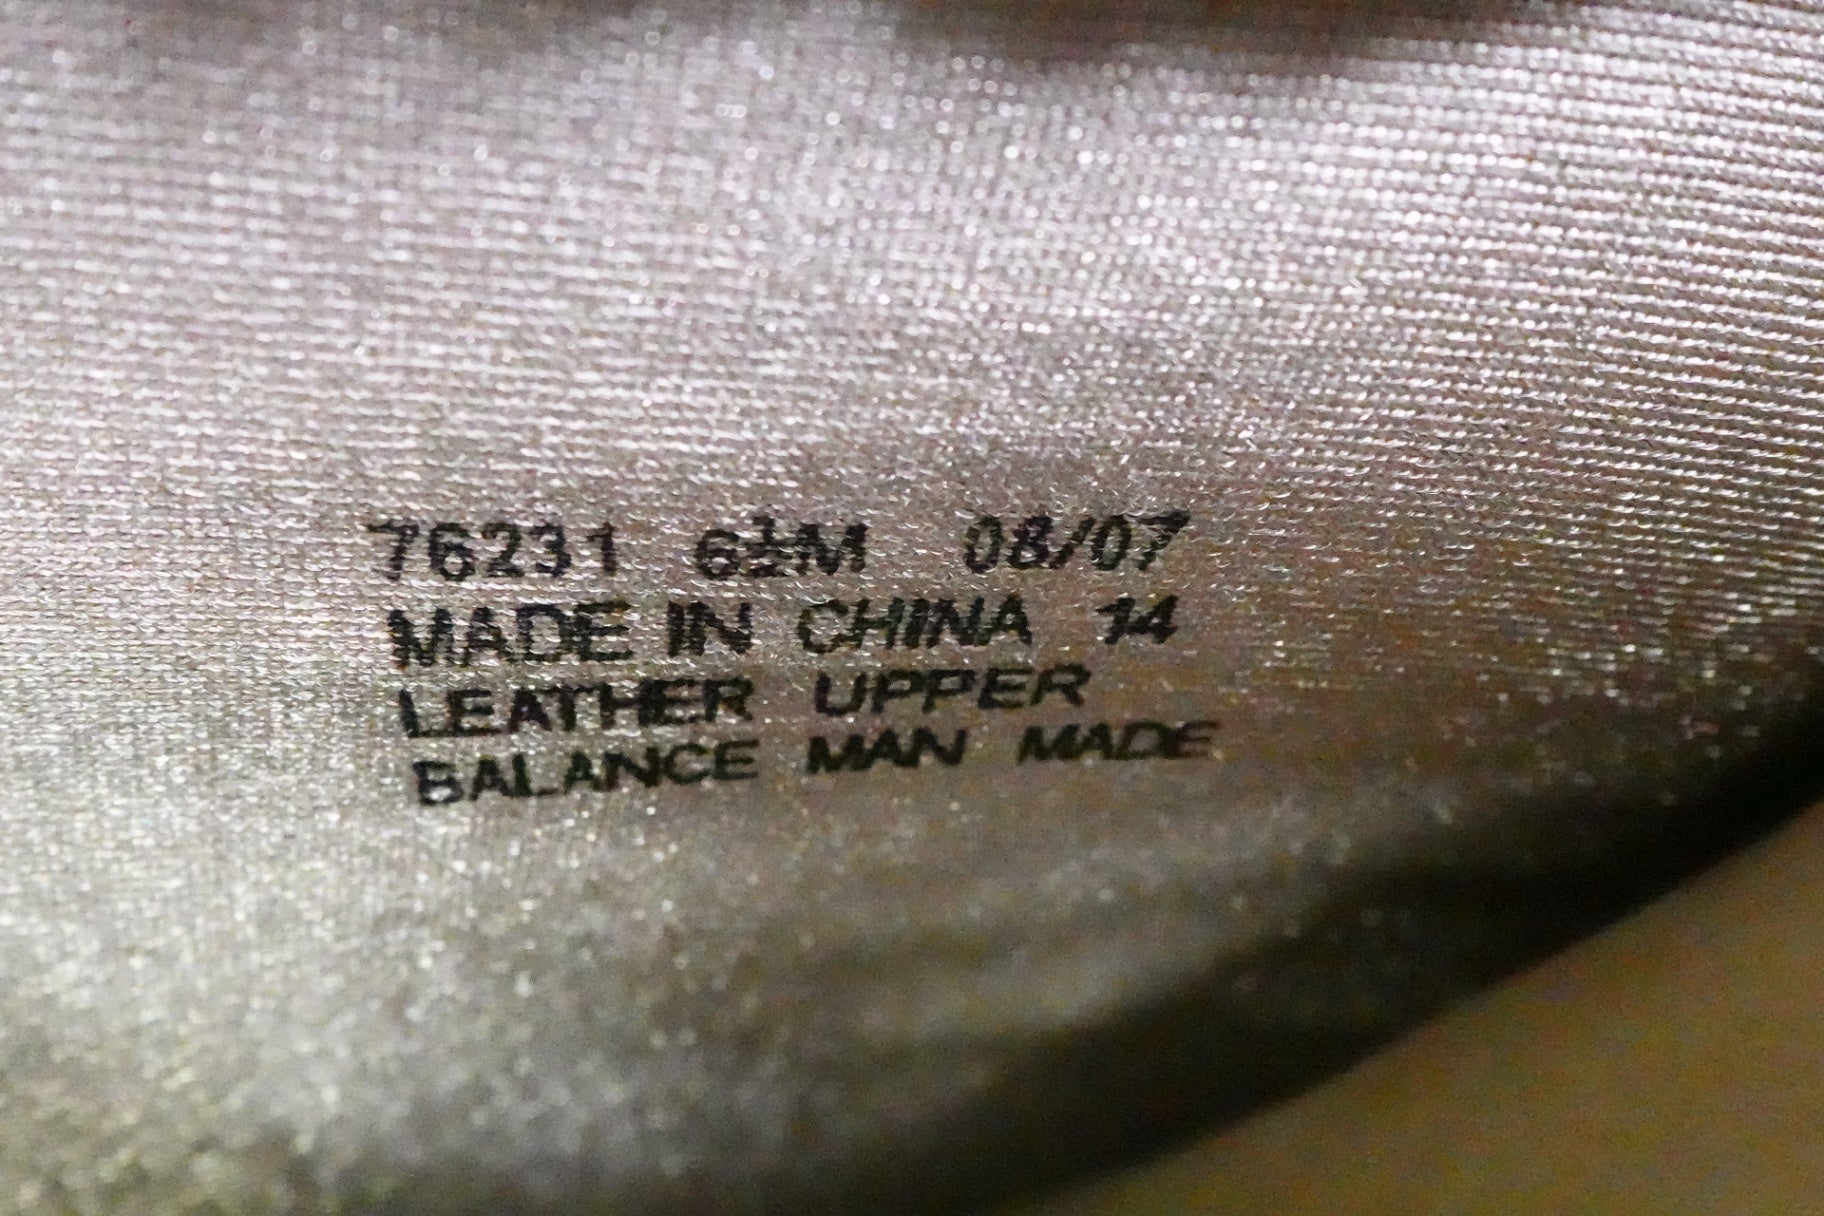 76231 6½M 08/07
MADE IN CHINA 14
LEATHER UPPER
BALANCE MAN MADE